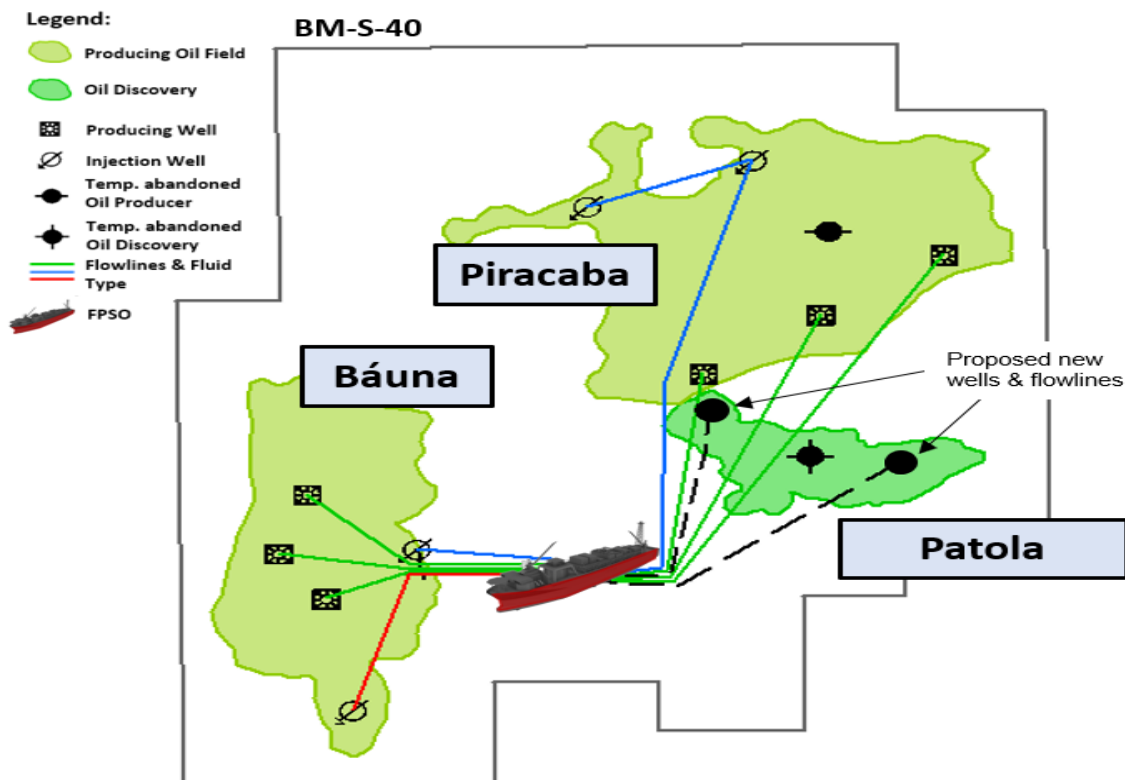 Legend:
BM-S-40
Producing Oil Field
Oil Discovery
Producing Well
Injection Well
Temp. abandoned
Oil Producer
Temp. abandoned
Oil Discovery
Flowlines & Fluid
Type
FPSO
Piracaba
Báuna
Proposed new
wells & flowlines
Patola